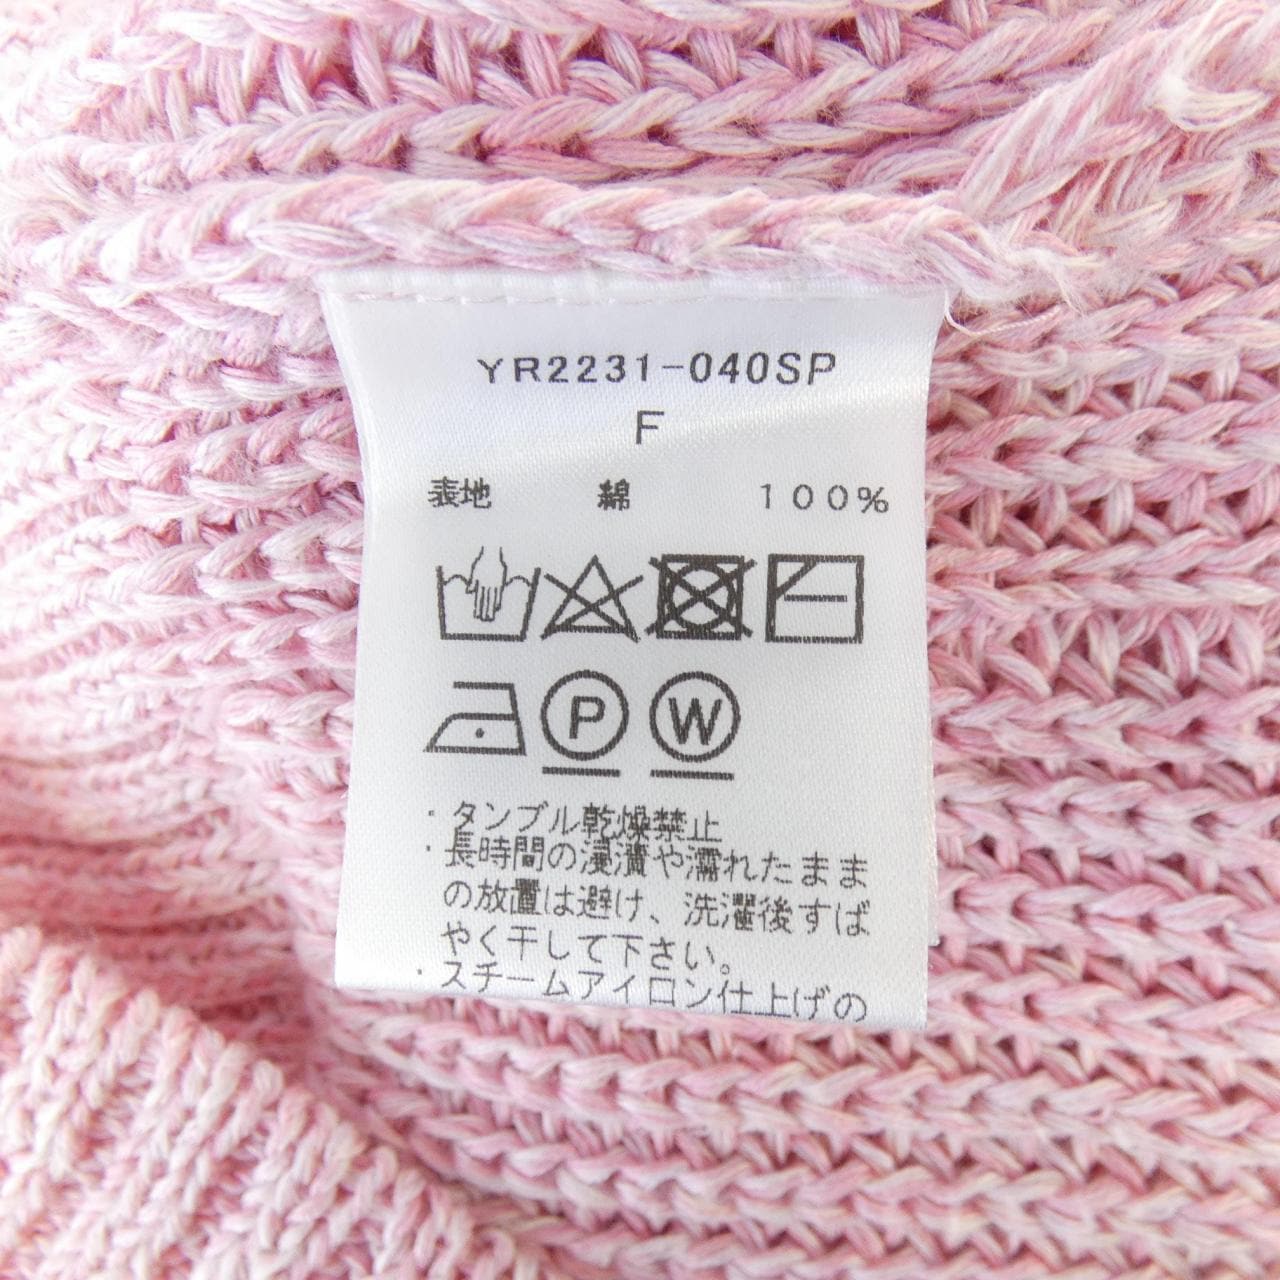 YR2231-040SP
F
表地 綿 100%
P W
・タンブル乾燥禁止
・長時間の浸漬や濡れたまま
の放置は避け、洗濯後すば
やく干して下さい。
・スチームアイロン仕上げの